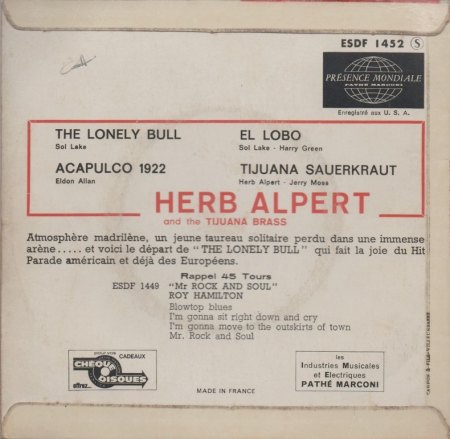 ESDF 1452 S
PRÉSENCE MONDIALE
PATHÉ MARCONI
Enregistré aux U. S. A.
THE LONELY BULL
Sol Lake
EL LOBO
Sol Lake - Harry Green
ACAPULCO 1922
Eldon Allan
TIJUANA SAUERKRAUT
Herb Alpert - Jerry Moss
HERB ALPERT
and the TIJUANA BRASS
Atmosphère madrilène, un jeune taureau solitaire perdu dans une immense
arène..... et voici le départ de "THE LONELY BULL" qui fait la joie du Hit
Parade américain et déjà des Européens.
Rappel 45 Tours
ESDF 1449 "Mr ROCK AND SOUL"
ROY HAMILTON
Blowtop blues
I'm gonna sit right down and cry
I'm gonna move to the outskirts of town
Mr. Rock and Soul
CADEAUX
CHEQUE
DISQUES
offrez...
MADE IN FRANCE
les
Industries Musicales
et Electriques
PATHÉ MARCONI